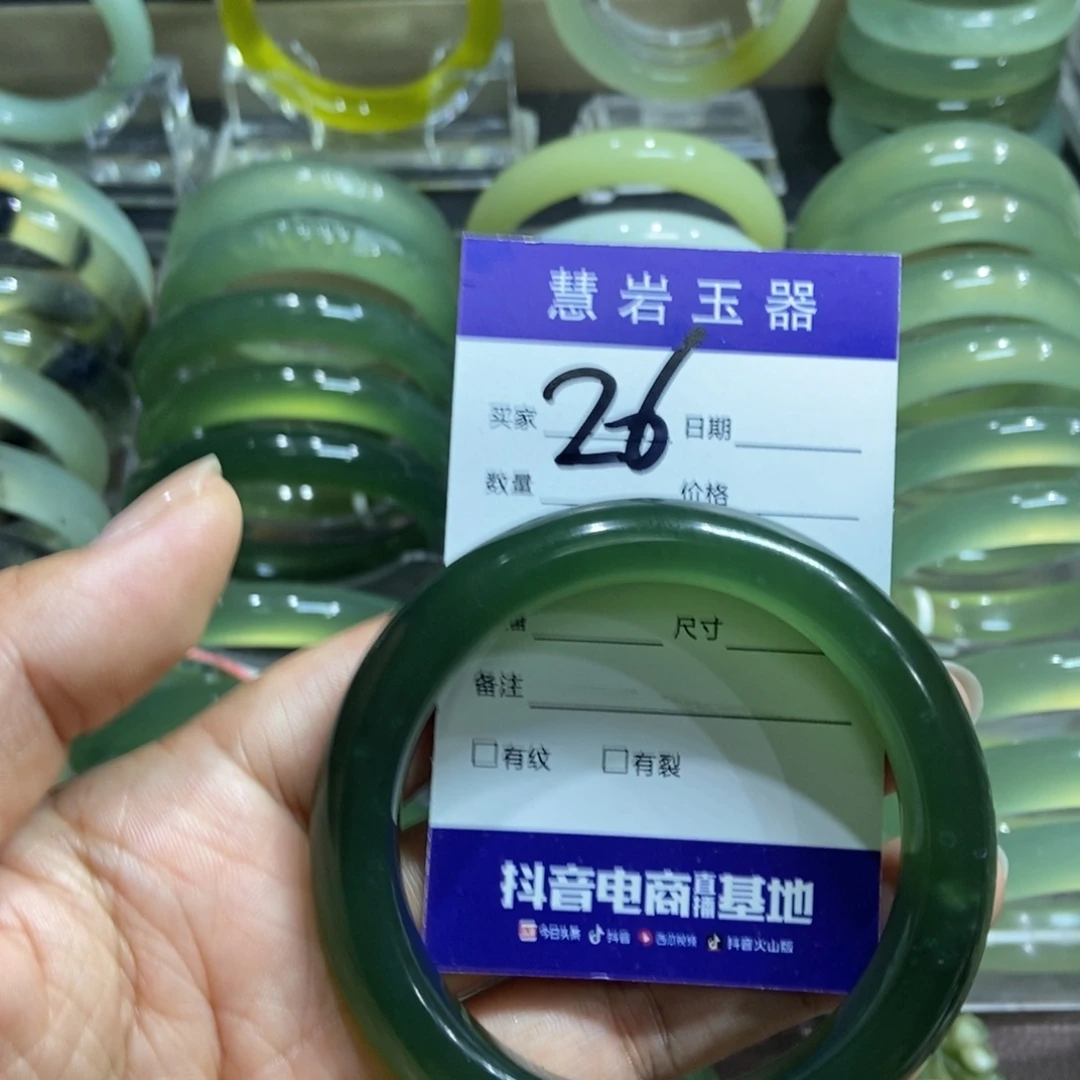 慧岩玉器
买家 26 日期
数量 价格
尺寸
备注
□有纹 □有裂
抖音电商直播基地
今日头条 抖音 西瓜视频 抖音火山版